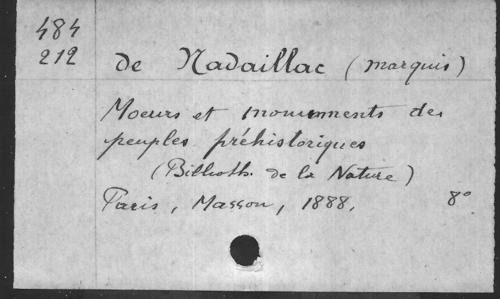 484
212
de Nadaillac (marquis)
Moeurs et monuments des
peuples préhistoriques
(Biblioth. de la Nature)
Paris, Masson, 1888, 8°